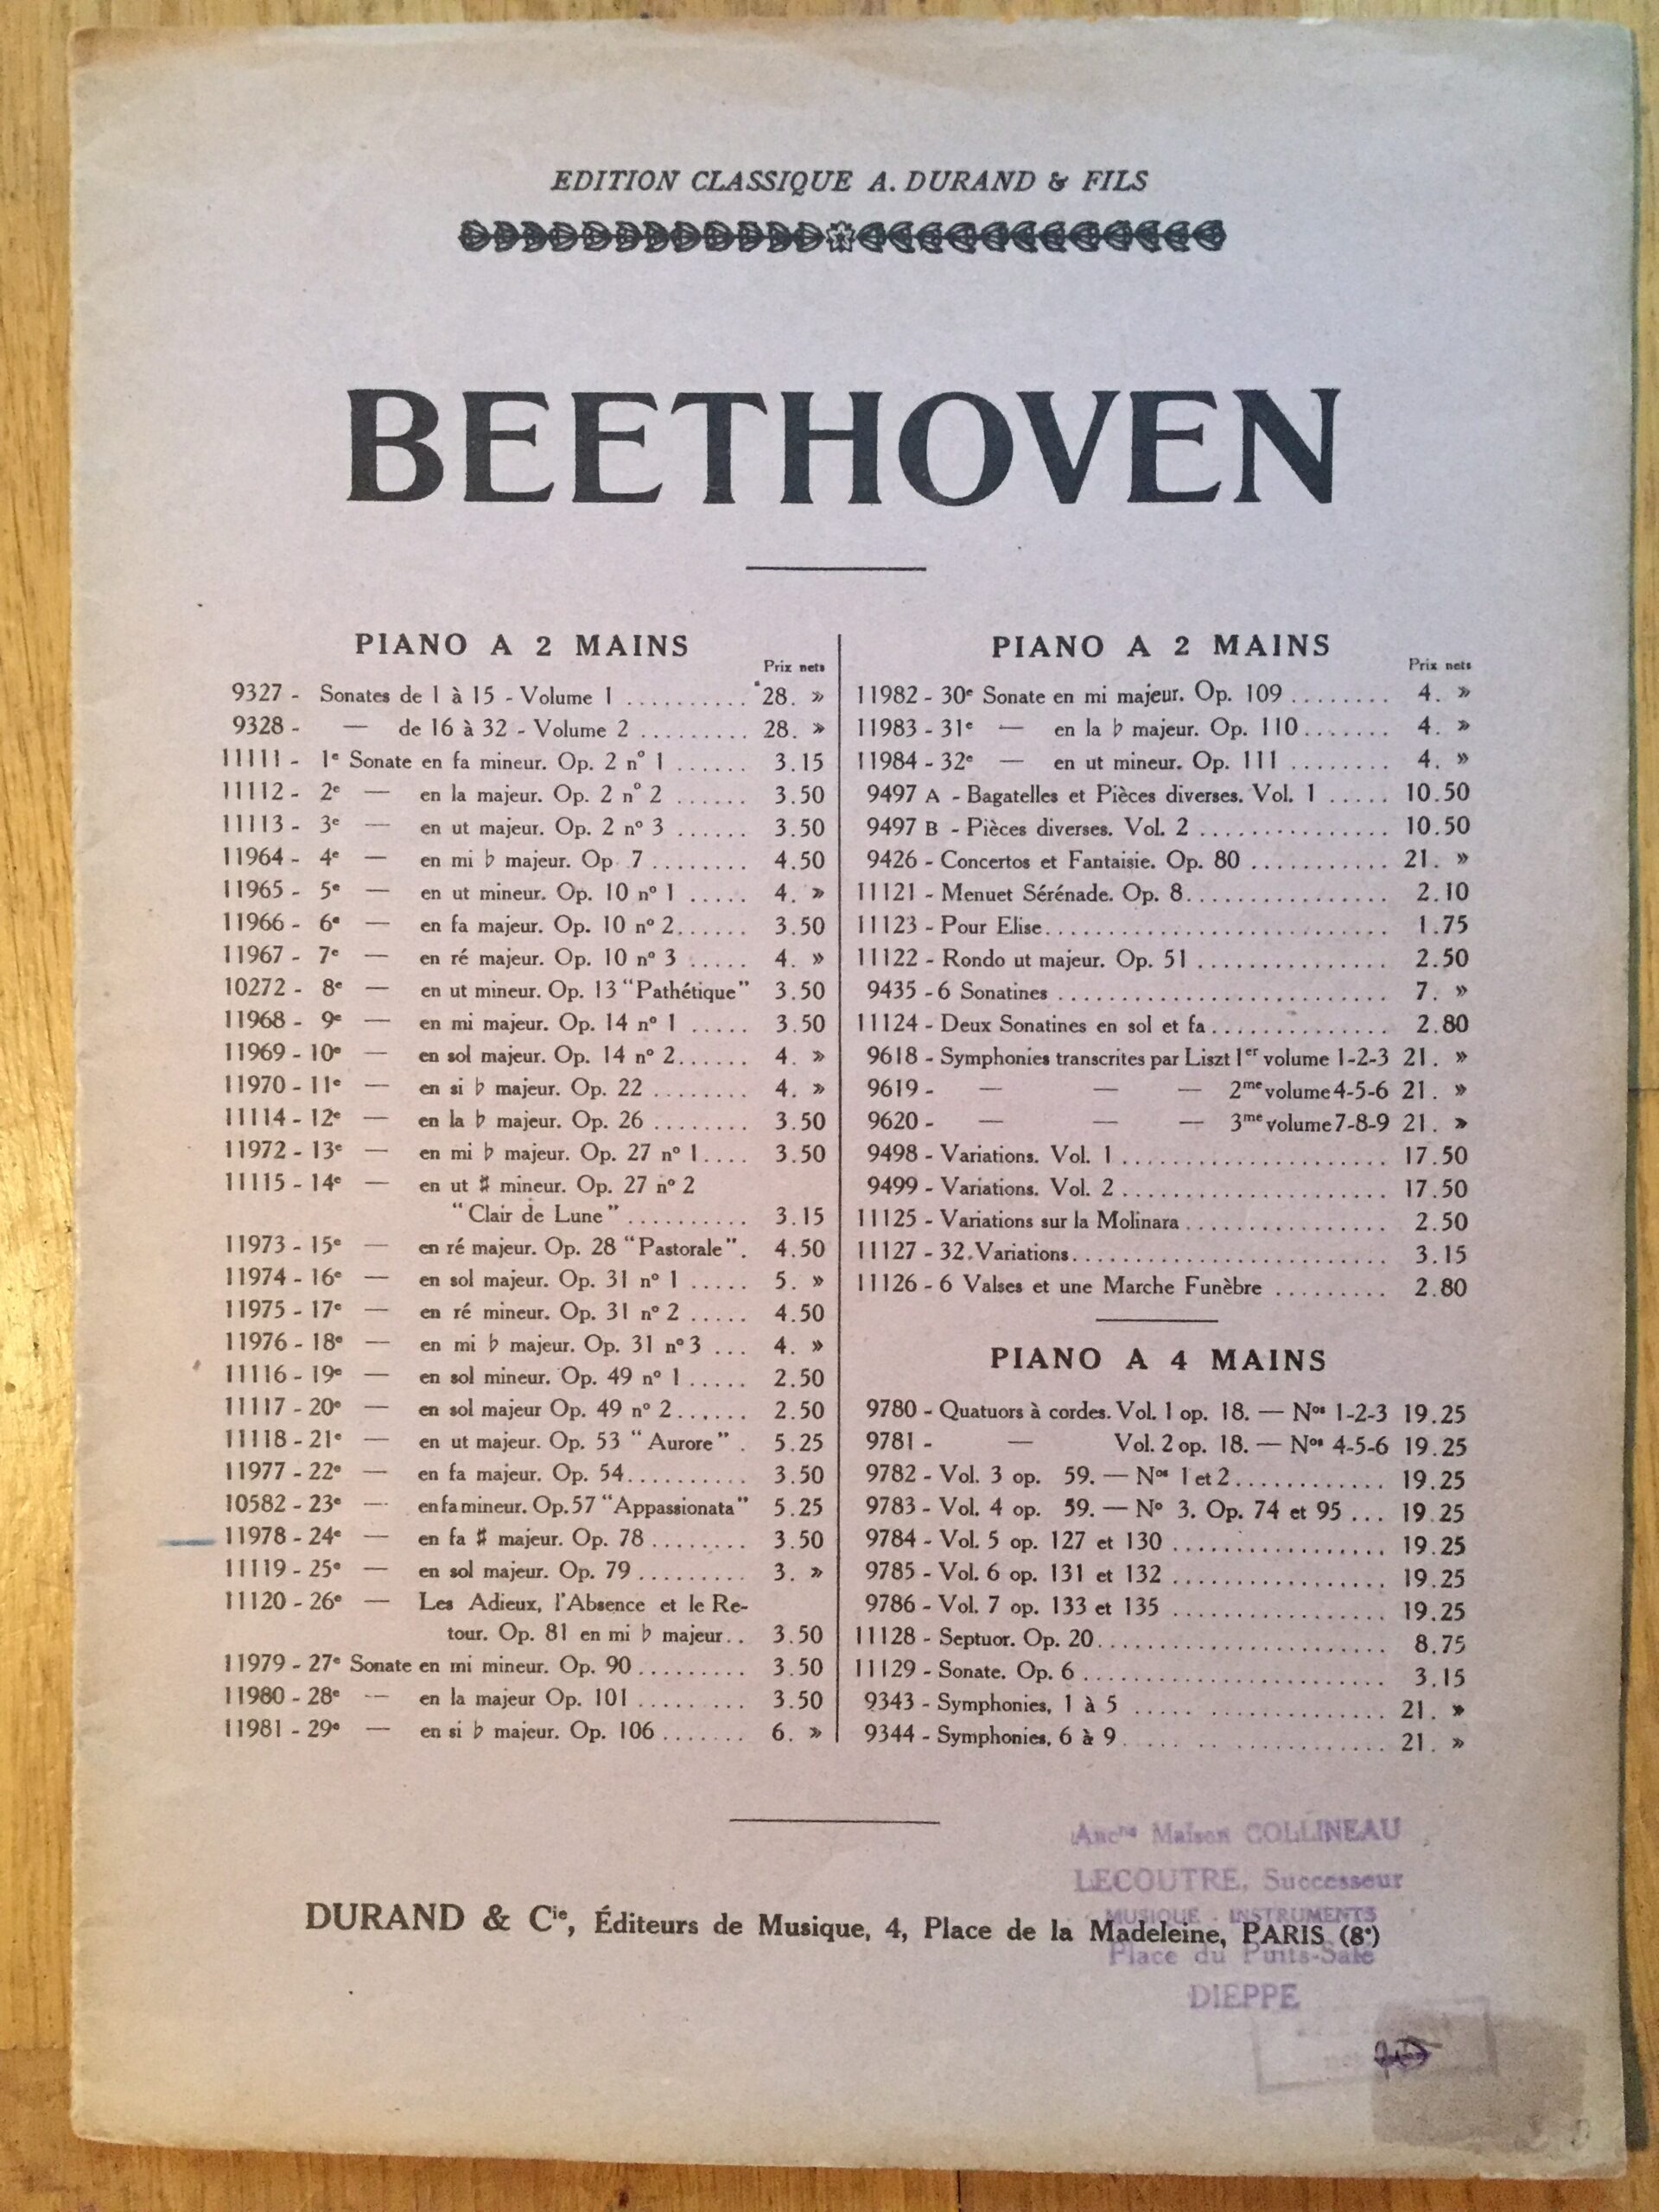 EDITION CLASSIQUE A. DURAND & FILS
BEETHOVEN
PIANO A 2 MAINS
Prix nets
9327 - Sonates de 1 à 15 - Volume 1 .......... 28. »
9328 - — de 16 à 32 - Volume 2 ......... 28. »
11111 - 1e Sonate en fa mineur. Op. 2 n° 1 ...... 3.15
11112 - 2e — en la majeur. Op. 2 n° 2 ...... 3.50
11113 - 3e — en ut majeur. Op. 2 n° 3 ...... 3.50
11964 - 4e — en mi ♭ majeur. Op 7 ........ 4.50
11965 - 5e — en ut mineur. Op. 10 n° 1 ..... 4. »
11966 - 6e — en fa majeur. Op. 10 n° 2...... 3.50
11967 - 7e — en ré majeur. Op. 10 n° 3 ..... 4. »
10272 - 8e — en ut mineur. Op. 13 "Pathétique" 3.50
11968 - 9e — en mi majeur. Op. 14 n° 1 ..... 3.50
11969 - 10e — en sol majeur. Op. 14 n° 2...... 4. »
11970 - 11e — en si ♭ majeur. Op. 22 ........ 4. »
11114 - 12e — en la ♭ majeur. Op. 26 ........ 3.50
11972 - 13e — en mi ♭ majeur. Op. 27 n° 1.... 3.50
11115 - 14e — en ut ♯ mineur. Op. 27 n° 2
"Clair de Lune" .......... 3.15
11973 - 15e — en ré majeur. Op. 28 "Pastorale". 4.50
11974 - 16e — en sol majeur. Op. 31 n° 1 ..... 5. »
11975 - 17e — en ré mineur. Op. 31 n° 2 ..... 4.50
11976 - 18e — en mi ♭ majeur. Op. 31 n° 3 ... 4. »
11116 - 19e — en sol mineur. Op. 49 n° 1 ..... 2.50
11117 - 20e — en sol majeur Op. 49 n° 2...... 2.50
11118 - 21e — en ut majeur. Op. 53 "Aurore" . 5.25
11977 - 22e — en fa majeur. Op. 54.......... 3.50
10582 - 23e — en fa mineur. Op. 57 "Appassionata" 5.25
11978 - 24e — en fa ♯ majeur. Op. 78 ........ 3.50
11119 - 25e — en sol majeur. Op. 79 ......... 3. »
11120 - 26e — Les Adieux, l'Absence et le Re-
tour. Op. 81 en mi ♭ majeur.. 3.50
11979 - 27e Sonate en mi mineur. Op. 90 ......... 3.50
11980 - 28e — en la majeur Op. 101 ......... 3.50
11981 - 29e — en si ♭ majeur. Op. 106 ....... 6. »
PIANO A 2 MAINS
Prix nets
11982 - 30e Sonate en mi majeur. Op. 109 ........ 4. »
11983 - 31e — en la ♭ majeur. Op. 110....... 4. »
11984 - 32e — en ut mineur. Op. 111 ........ 4. »
9497 A - Bagatelles et Pièces diverses. Vol. 1 ..... 10.50
9497 B - Pièces diverses. Vol. 2 ................ 10.50
9426 - Concertos et Fantaisie. Op. 80 ........... 21. »
11121 - Menuet Sérénade. Op. 8................. 2.10
11123 - Pour Elise............................ 1.75
11122 - Rondo ut majeur. Op. 51 ................ 2.50
9435 - 6 Sonatines ........................... 7. »
11124 - Deux Sonatines en sol et fa............... 2.80
9618 - Symphonies transcrites par Liszt 1er volume 1-2-3 21. »
9619 - — — — 2me volume 4-5-6 21. »
9620 - — — — 3me volume 7-8-9 21. »
9498 - Variations. Vol. 1 ...................... 17.50
9499 - Variations. Vol. 2 ...................... 17.50
11125 - Variations sur la Molinara ................. 2.50
11127 - 32 Variations.......................... 3.15
11126 - 6 Valses et une Marche Funèbre ......... 2.80
PIANO A 4 MAINS
9780 - Quatuors à cordes. Vol. 1 op. 18. — Nos 1-2-3 19.25
9781 - — Vol. 2 op. 18. — Nos 4-5-6 19.25
9782 - Vol. 3 op. 59. — Nos 1 et 2............ 19.25
9783 - Vol. 4 op. 59. — N° 3. Op. 74 et 95 ... 19.25
9784 - Vol. 5 op. 127 et 130 ................. 19.25
9785 - Vol. 6 op. 131 et 132 ................. 19.25
9786 - Vol. 7 op. 133 et 135 ................. 19.25
11128 - Septuor. Op. 20....................... 8.75
11129 - Sonate. Op. 6 ........................ 3.15
9343 - Symphonies, 1 à 5 ..................... 21. »
9344 - Symphonies, 6 à 9 ..................... 21. »
Ancne Maison COLLINEAU
LECOUTRE, Successeur
MUSIQUE - INSTRUMENTS
Place du Puits-Salé
DIEPPE
DURAND & Cie, Éditeurs de Musique, 4, Place de la Madeleine, PARIS (8e)